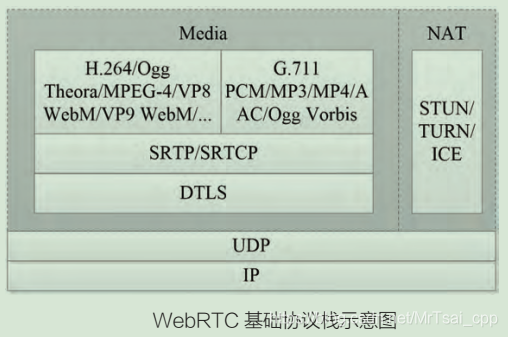 Media
NAT
H.264/Ogg
Theora/MPEG-4/VP8
WebM/VP9 WebM/...
G.711
PCM/MP3/MP4/A
AC/Ogg Vorbis
STUN/
TURN/
ICE
SRTP/SRTCP
DTLS
UDP
IP
WebRTC 基础协议栈示意图
net/MrTsai_cpp